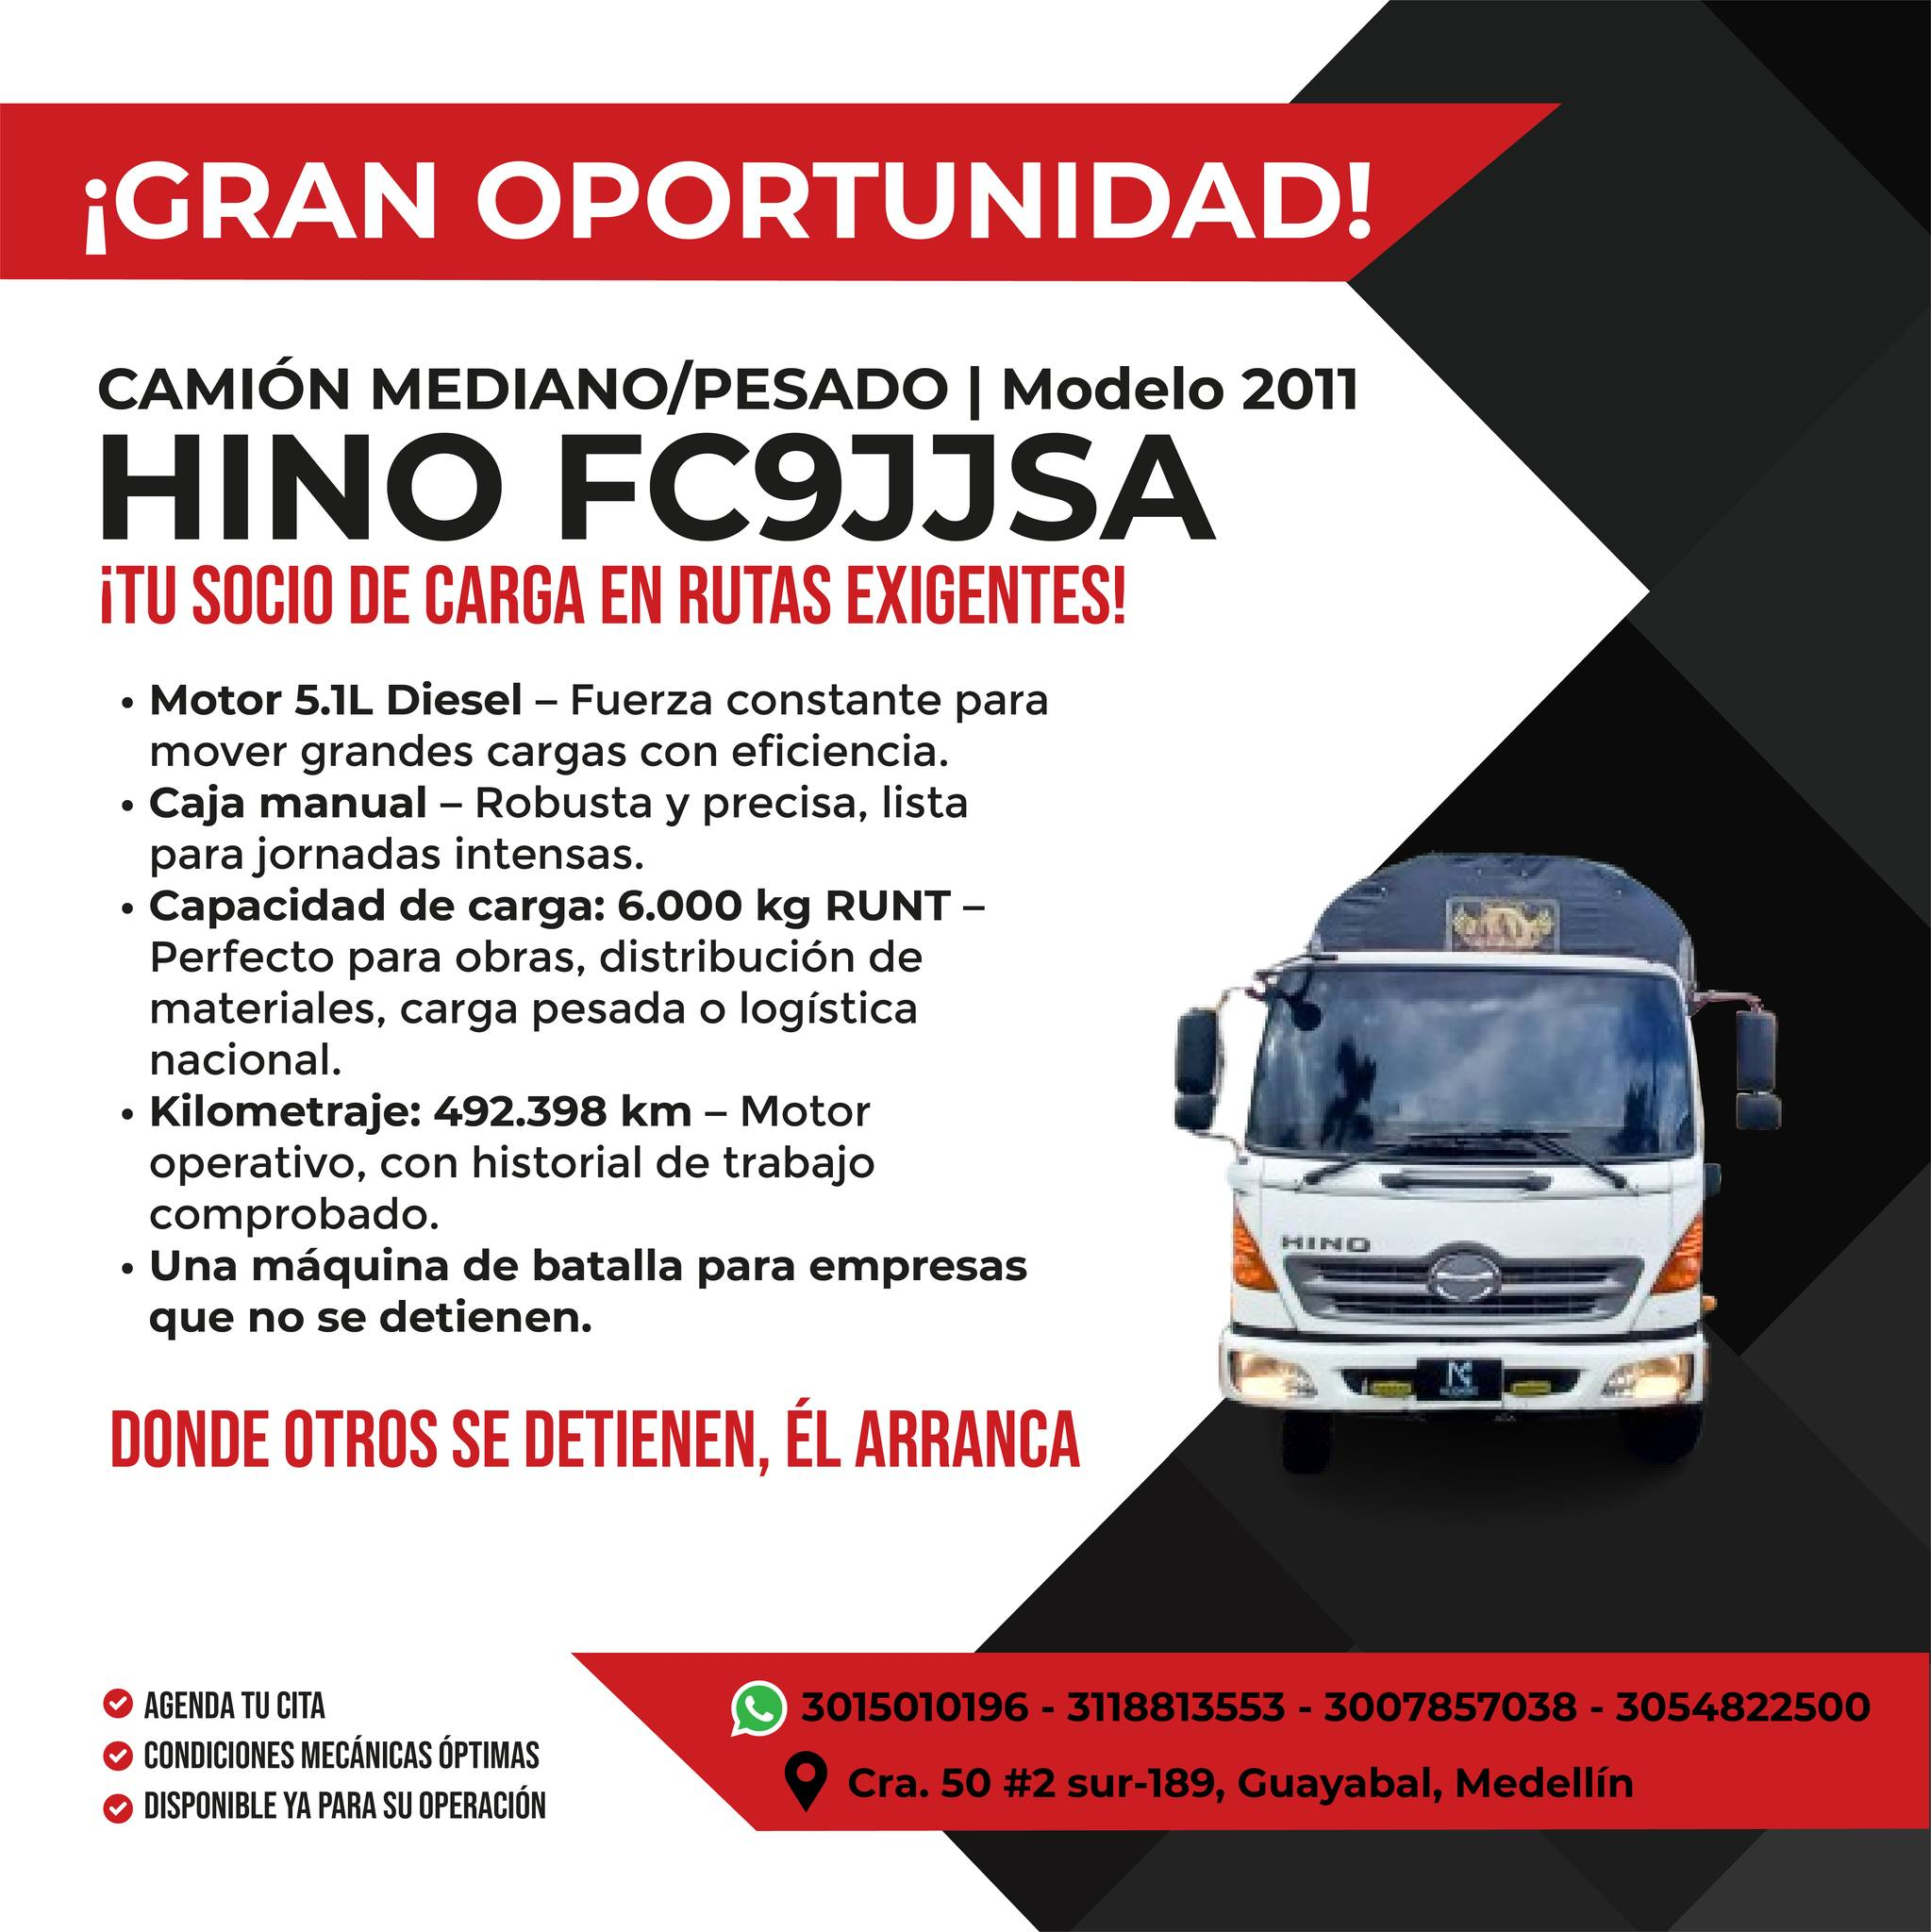 ¡GRAN OPORTUNIDAD!
CAMIÓN MEDIANO/PESADO | Modelo 2011
HINO FC9JJSA
¡TU SOCIO DE CARGA EN RUTAS EXIGENTES!
• Motor 5.1L Diesel – Fuerza constante para
mover grandes cargas con eficiencia.
• Caja manual – Robusta y precisa, lista
para jornadas intensas.
• Capacidad de carga: 6.000 kg RUNT –
Perfecto para obras, distribución de
materiales, carga pesada o logística
nacional.
• Kilometraje: 492.398 km – Motor
operativo, con historial de trabajo
comprobado.
• Una máquina de batalla para empresas
que no se detienen.
HINO
DONDE OTROS SE DETIENEN, ÉL ARRANCA
AGENDA TU CITA
CONDICIONES MECÁNICAS ÓPTIMAS
DISPONIBLE YA PARA SU OPERACIÓN
3015010196 - 3118813553 - 3007857038 - 3054822500
Cra. 50 #2 sur-189, Guayabal, Medellín